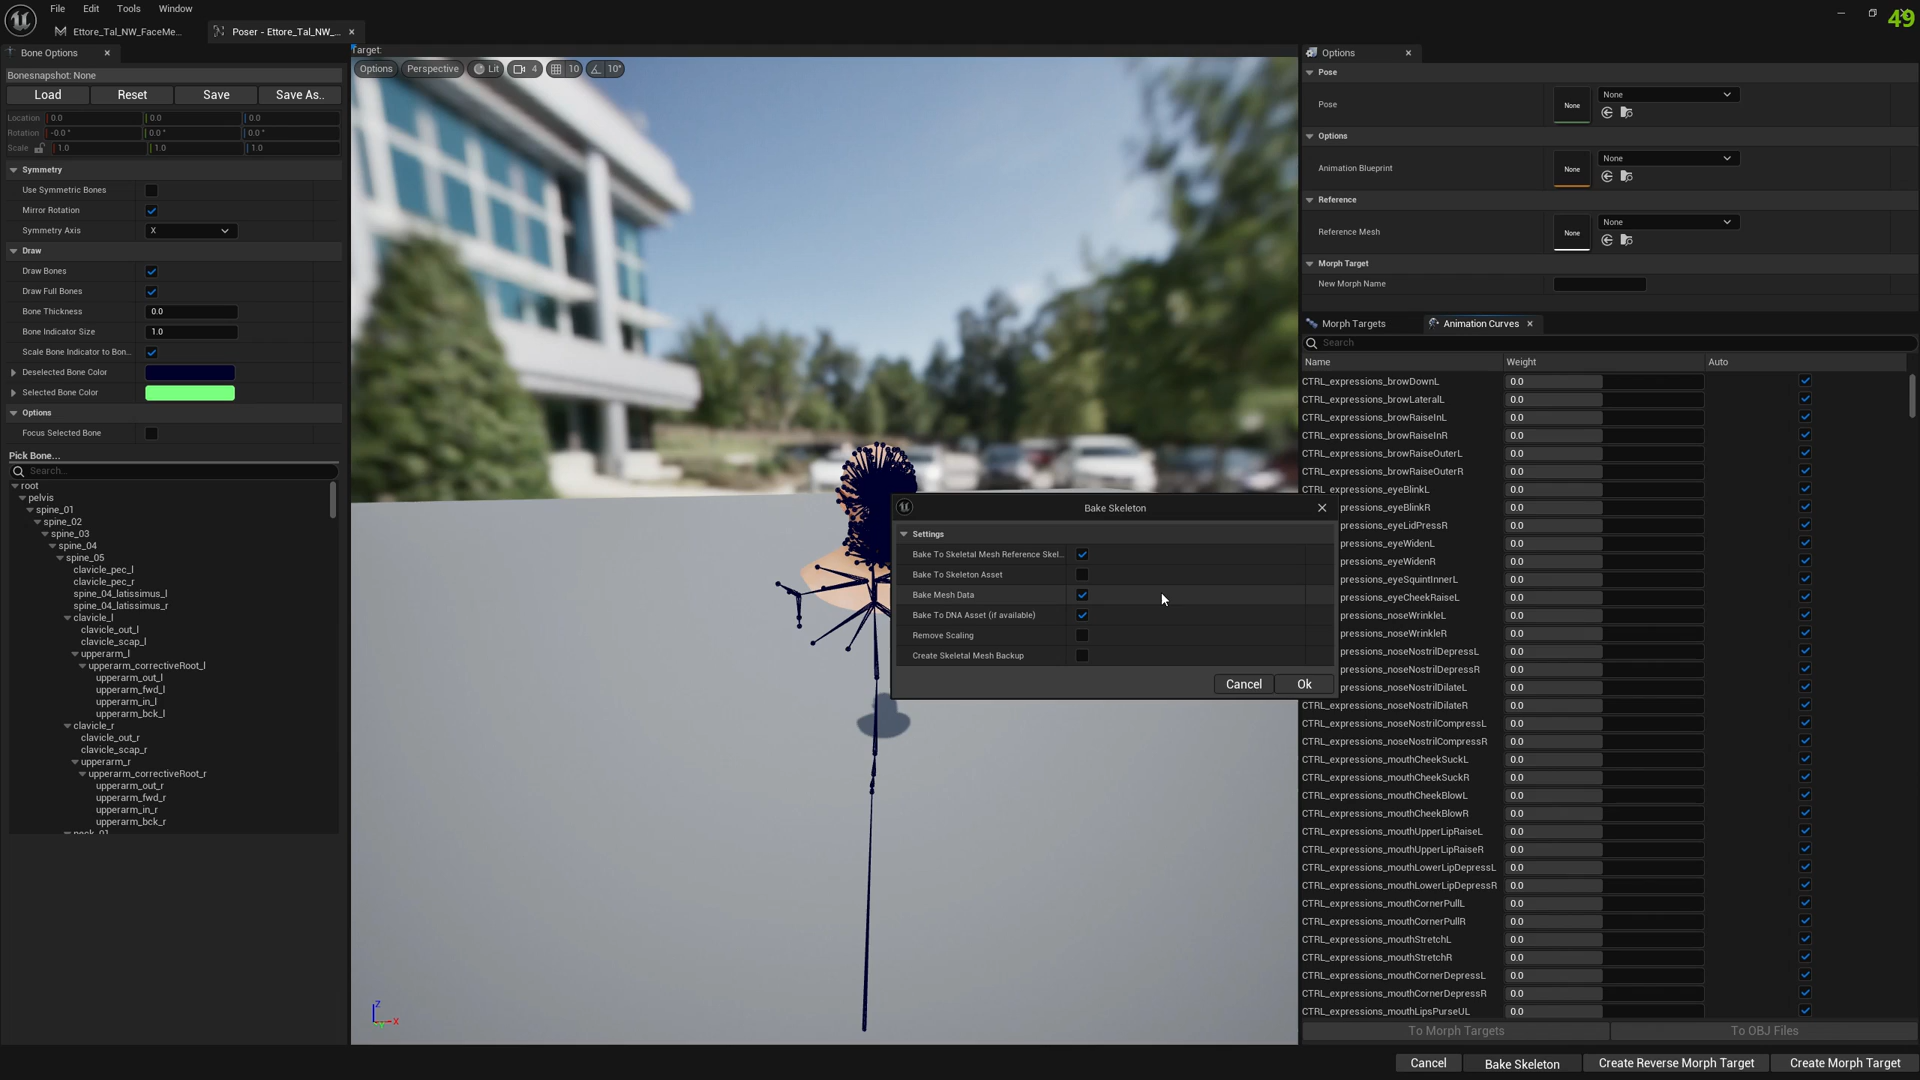 File Edit Tools Window
49
Ettore_Tal_NW_FaceMe...
Poser - Ettore_Tal_NW_...
Bone Options
Bonesnapshot: None
Load Reset Save Save As..
Location 0.0 0.0 0.0
Rotation -0.0 ° 0.0 ° 0.0 °
Scale 1.0 1.0 1.0
Symmetry
Use Symmetric Bones
Mirror Rotation
Symmetry Axis X
Draw
Draw Bones
Draw Full Bones
Bone Thickness 0.0
Bone Indicator Size 1.0
Scale Bone Indicator to Bon...
Deselected Bone Color
Selected Bone Color
Options
Focus Selected Bone
Pick Bone...
Search...
root
pelvis
spine_01
spine_02
spine_03
spine_04
spine_05
clavicle_pec_l
clavicle_pec_r
spine_04_latissimus_l
spine_04_latissimus_r
clavicle_l
clavicle_out_l
clavicle_scap_l
upperarm_l
upperarm_correctiveRoot_l
upperarm_out_l
upperarm_fwd_l
upperarm_in_l
upperarm_bck_l
clavicle_r
clavicle_out_r
clavicle_scap_r
upperarm_r
upperarm_correctiveRoot_r
upperarm_out_r
upperarm_fwd_r
upperarm_in_r
upperarm_bck_r
neck_01
Target:
Options Perspective Lit 4 10 10°
Z
X
Y
Bake Skeleton
Settings
Bake To Skeletal Mesh Reference Skel...
Bake To Skeleton Asset
Bake Mesh Data
Bake To DNA Asset (if available)
Remove Scaling
Create Skeletal Mesh Backup
Cancel Ok
Options
Pose
Pose None None
Options
Animation Blueprint None None
Reference
Reference Mesh None None
Morph Target
New Morph Name
Morph Targets Animation Curves
Search
Name Weight Auto
CTRL_expressions_browDownL 0.0
CTRL_expressions_browLateralL 0.0
CTRL_expressions_browRaiseInL 0.0
CTRL_expressions_browRaiseInR 0.0
CTRL_expressions_browRaiseOuterL 0.0
CTRL_expressions_browRaiseOuterR 0.0
CTRL_expressions_eyeBlinkL 0.0
pressions_eyeBlinkR 0.0
pressions_eyeLidPressR 0.0
pressions_eyeWidenL 0.0
pressions_eyeWidenR 0.0
pressions_eyeSquintInnerL 0.0
pressions_eyeCheekRaiseL 0.0
pressions_noseWrinkleL 0.0
pressions_noseWrinkleR 0.0
pressions_noseNostrilDepressL 0.0
pressions_noseNostrilDepressR 0.0
pressions_noseNostrilDilateL 0.0
CTRL_expressions_noseNostrilDilateR 0.0
CTRL_expressions_noseNostrilCompressL 0.0
CTRL_expressions_noseNostrilCompressR 0.0
CTRL_expressions_mouthCheekSuckL 0.0
CTRL_expressions_mouthCheekSuckR 0.0
CTRL_expressions_mouthCheekBlowL 0.0
CTRL_expressions_mouthCheekBlowR 0.0
CTRL_expressions_mouthUpperLipRaiseL 0.0
CTRL_expressions_mouthUpperLipRaiseR 0.0
CTRL_expressions_mouthLowerLipDepressL 0.0
CTRL_expressions_mouthLowerLipDepressR 0.0
CTRL_expressions_mouthCornerPullL 0.0
CTRL_expressions_mouthCornerPullR 0.0
CTRL_expressions_mouthStretchL 0.0
CTRL_expressions_mouthStretchR 0.0
CTRL_expressions_mouthCornerDepressL 0.0
CTRL_expressions_mouthCornerDepressR 0.0
CTRL_expressions_mouthLipsPurseUL 0.0
To Morph Targets To OBJ Files
Cancel Bake Skeleton Create Reverse Morph Target Create Morph Target